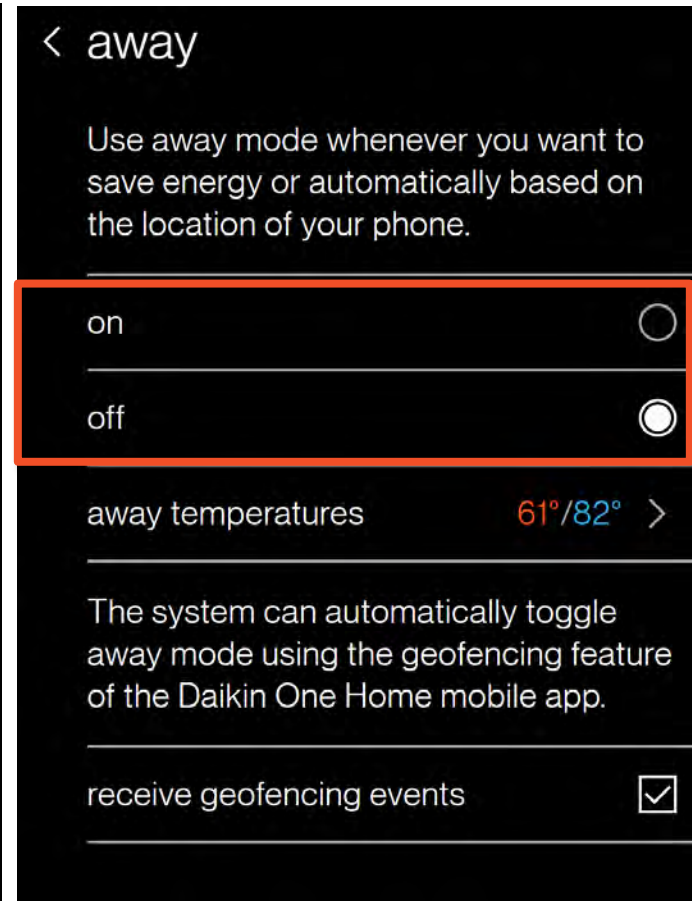 away
Use away mode whenever you want to
save energy or automatically based on
the location of your phone.
on
off
away temperatures 61°/82°
The system can automatically toggle
away mode using the geofencing feature
of the Daikin One Home mobile app.
receive geofencing events